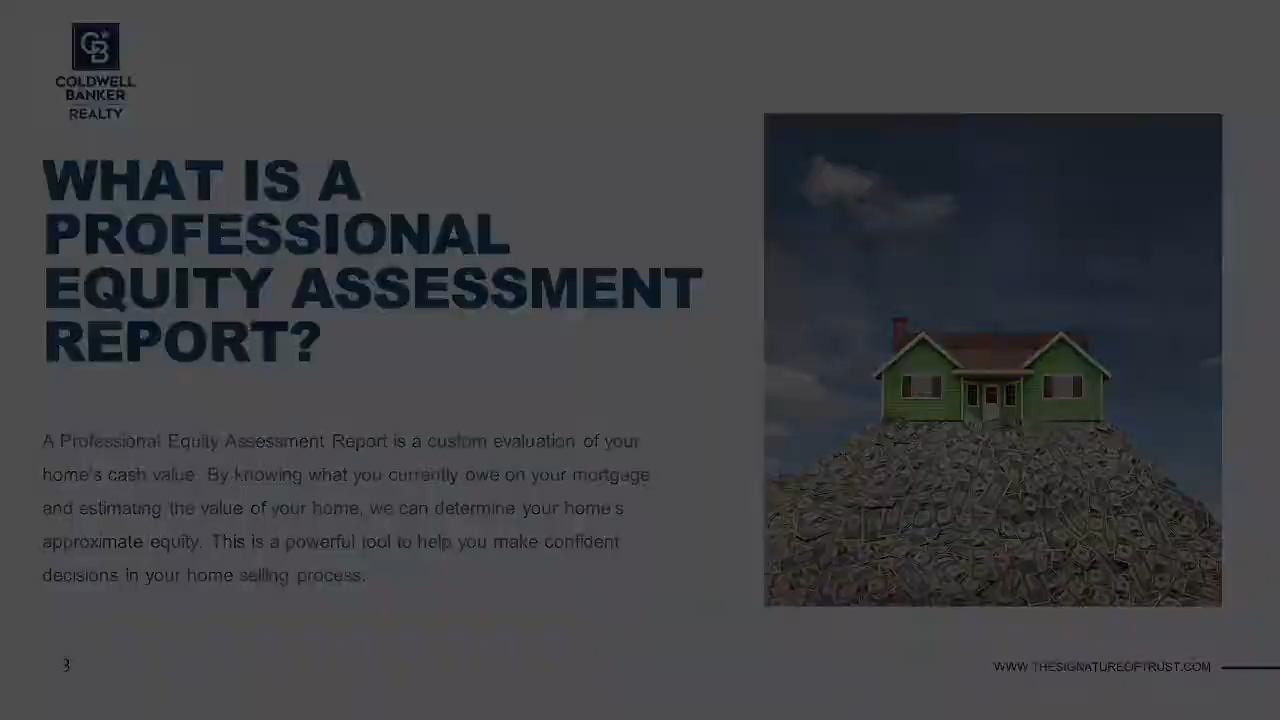 COLDWELL
BANKER
REALTY
WHAT IS A
PROFESSIONAL
EQUITY ASSESSMENT
REPORT?
A Professional Equity Assessment Report is a custom evaluation of your
home's cash value. By knowing what you currently owe on your mortgage
and estimating the value of your home, we can determine your home's
approximate equity. This is a powerful tool to help you make confident
decisions in your home selling process.
3
WWW.THESIGNATUREOFTRUST.COM